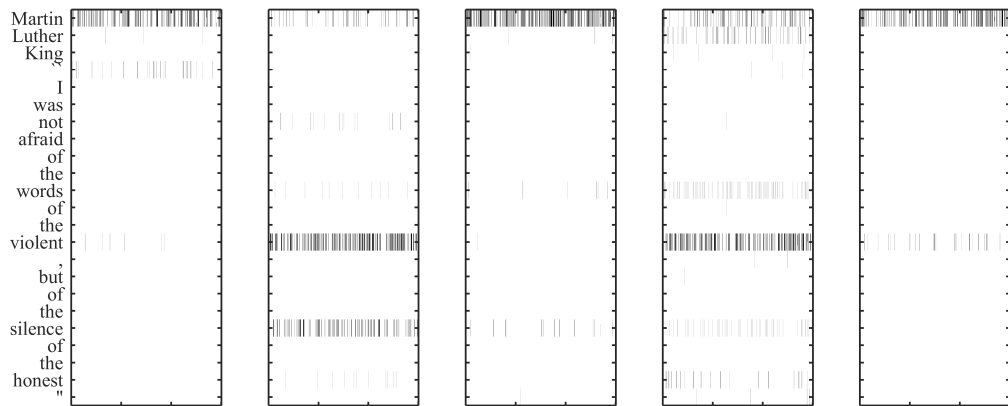 Martin
Luther
King
``
I
was
not
afraid
of
the
words
of
the
violent
,
but
of
the
silence
of
the
honest
"